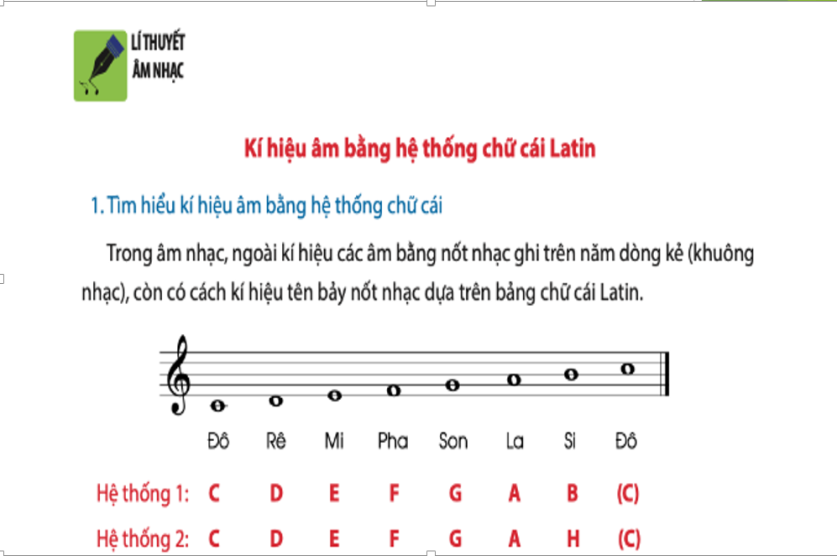 LÍ THUYẾT
ÂM NHẠC
Kí hiệu âm bằng hệ thống chữ cái Latin
1. Tìm hiểu kí hiệu âm bằng hệ thống chữ cái
Trong âm nhạc, ngoài kí hiệu các âm bằng nốt nhạc ghi trên năm dòng kẻ (khuông
nhạc), còn có cách kí hiệu tên bảy nốt nhạc dựa trên bảng chữ cái Latin.
Đô Rê Mi Pha Son La Si Đô
Hệ thống 1: C D E F G A B (C)
Hệ thống 2: C D E F G A H (C)